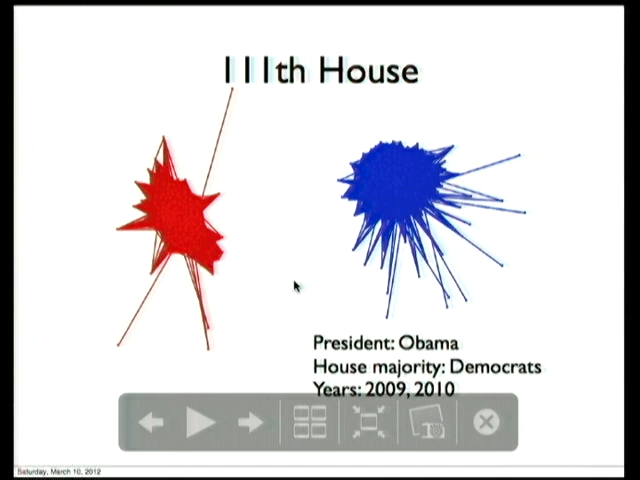 111th House
President: Obama
House majority: Democrats
Years: 2009, 2010
Saturday, March 10, 2012